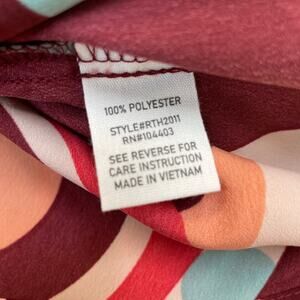 100% POLYESTER
STYLE#RTH2011
RN#104403
SEE REVERSE FOR
CARE INSTRUCTION
MADE IN VIETNAM